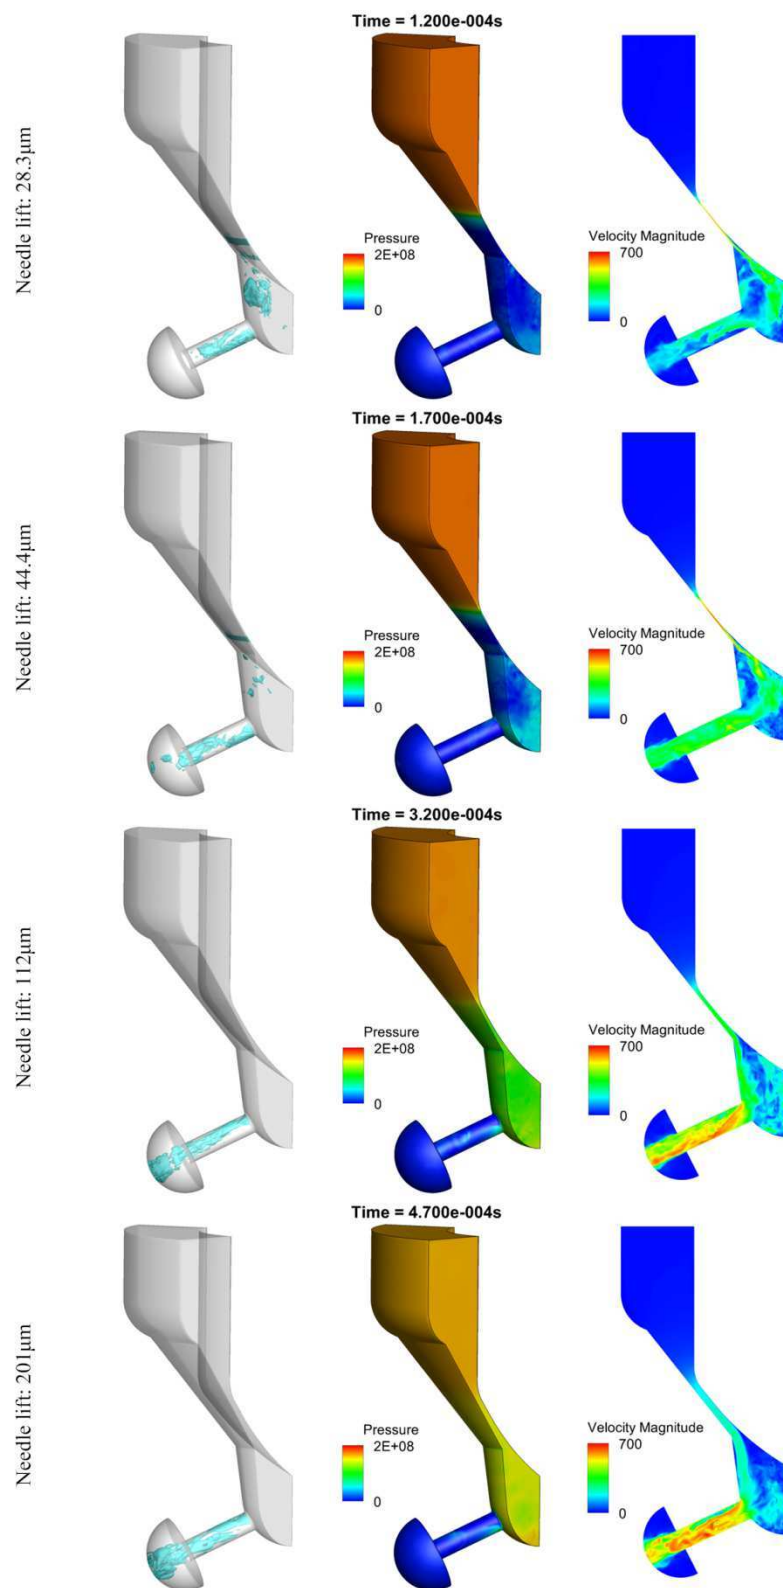 Time = 1.200e-004s
Needle lift: 28.3μm
Pressure
2E+08
0
Velocity Magnitude
700
0
Time = 1.700e-004s
Needle lift: 44.4μm
Pressure
2E+08
0
Velocity Magnitude
700
0
Time = 3.200e-004s
Needle lift: 112μm
Pressure
2E+08
0
Velocity Magnitude
700
0
Time = 4.700e-004s
Needle lift: 201μm
Pressure
2E+08
0
Velocity Magnitude
700
0